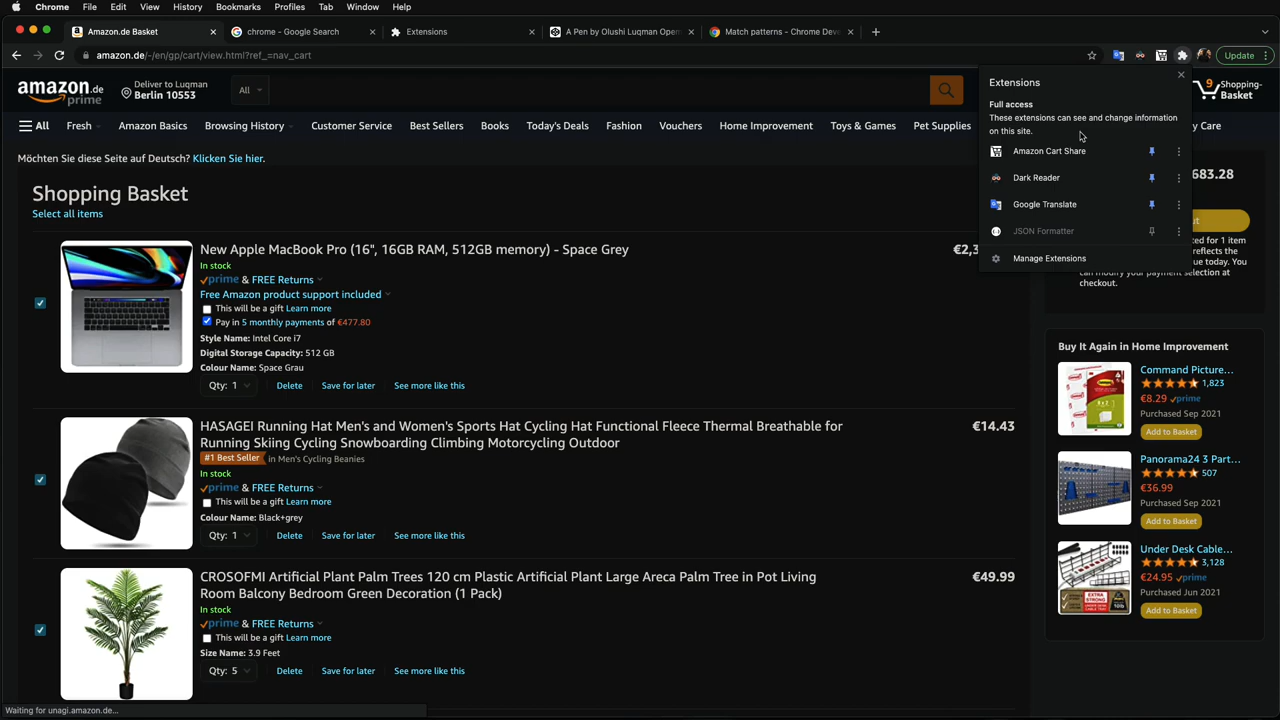 Chrome File Edit View History Bookmarks Profiles Tab Window Help
Amazon.de Basket
chrome - Google Search
Extensions
A Pen by Olushi Luqman Opem
Match patterns - Chrome Deve
amazon.de/-/en/gp/cart/view.html?ref_=nav_cart
Update
amazon.de
prime
Deliver to Luqman
Berlin 10553
All
9
Shopping-
Basket
All Fresh Amazon Basics Browsing History Customer Service Best Sellers Books Today's Deals Fashion Vouchers Home Improvement Toys & Games Pet Supplies
y Care
Extensions
Full access
These extensions can see and change information
on this site.
Amazon Cart Share
Dark Reader
Google Translate
JSON Formatter
Manage Extensions
Möchten Sie diese Seite auf Deutsch? Klicken Sie hier.
Shopping Basket
Select all items
New Apple MacBook Pro (16", 16GB RAM, 512GB memory) - Space Grey
€2,3
In stock
prime & FREE Returns
Free Amazon product support included
This will be a gift Learn more
Pay in 5 monthly payments of €477.80
Style Name: Intel Core i7
Digital Storage Capacity: 512 GB
Colour Name: Space Grau
Qty: 1 Delete Save for later See more like this
HASAGEI Running Hat Men's and Women's Sports Hat Cycling Hat Functional Fleece Thermal Breathable for
Running Skiing Cycling Snowboarding Climbing Motorcycling Outdoor
€14.43
#1 Best Seller in Men's Cycling Beanies
In stock
prime & FREE Returns
This will be a gift Learn more
Colour Name: Black+grey
Qty: 1 Delete Save for later See more like this
CROSOFMI Artificial Plant Palm Trees 120 cm Plastic Artificial Plant Large Areca Palm Tree in Pot Living
Room Balcony Bedroom Green Decoration (1 Pack)
€49.99
In stock
prime & FREE Returns
This will be a gift Learn more
Size Name: 3.9 Feet
Qty: 5 Delete Save for later See more like this
683.28
ut
ted for 1 item
reflects the
ue today. You
can modify your payment selection at
checkout.
Buy It Again in Home Improvement
Command Picture...
1,823
€8.29 prime
Purchased Sep 2021
Add to Basket
Panorama24 3 Part...
507
€36.99
Purchased Sep 2021
Add to Basket
Under Desk Cable...
3,128
€24.95 prime
Purchased Jun 2021
Add to Basket
Waiting for unagi.amazon.de...